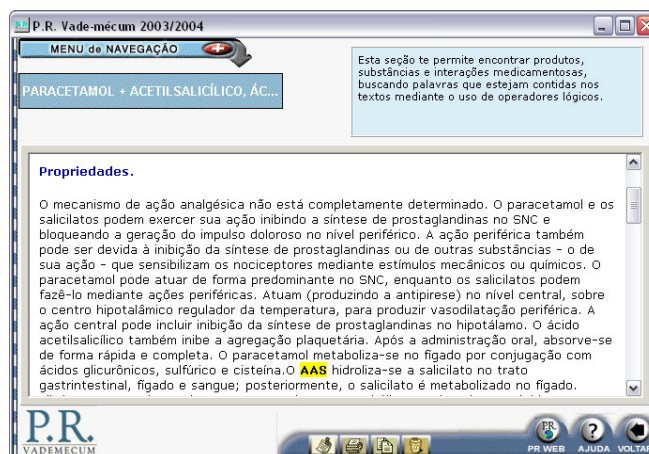 P.R. Vade-mécum 2003/2004
MENU de NAVEGAÇÃO
PARACETAMOL + ACETILSALICÍLICO, ÁC...
Esta seção te permite encontrar produtos,
substâncias e interações medicamentosas,
buscando palavras que estejam contidas nos
textos mediante o uso de operadores lógicos.
Propriedades.
O mecanismo de ação analgésica não está completamente determinado. O paracetamol e os
salicilatos podem exercer sua ação inibindo a síntese de prostaglandinas no SNC e
bloqueando a geração do impulso doloroso no nível periférico. A ação periférica também
pode ser devida à inibição da síntese de prostaglandinas ou de outras substâncias - o de
sua ação - que sensibilizam os nociceptores mediante estímulos mecânicos ou químicos. O
paracetamol pode atuar de forma predominante no SNC, enquanto os salicilatos podem
fazê-lo mediante ações periféricas. Atuam (produzindo a antipirese) no nível central, sobre
o centro hipotalâmico regulador da temperatura, para produzir vasodilatação periférica. A
ação central pode incluir inibição da síntese de prostaglandinas no hipotálamo. O ácido
acetilsalicílico também inibe a agregação plaquetária. Após a administração oral, absorve-se
de forma rápida e completa. O paracetamol metaboliza-se no fígado por conjugação com
ácidos glicurônicos, sulfúrico e cisteína.O AAS hidroliza-se a salicilato no trato
gastrintestinal, fígado e sangue; posteriormente, o salicilato é metabolizado no fígado.
P.R.
VADEMECUM
PR
PR WEB
?
AJUDA
VOLTAR